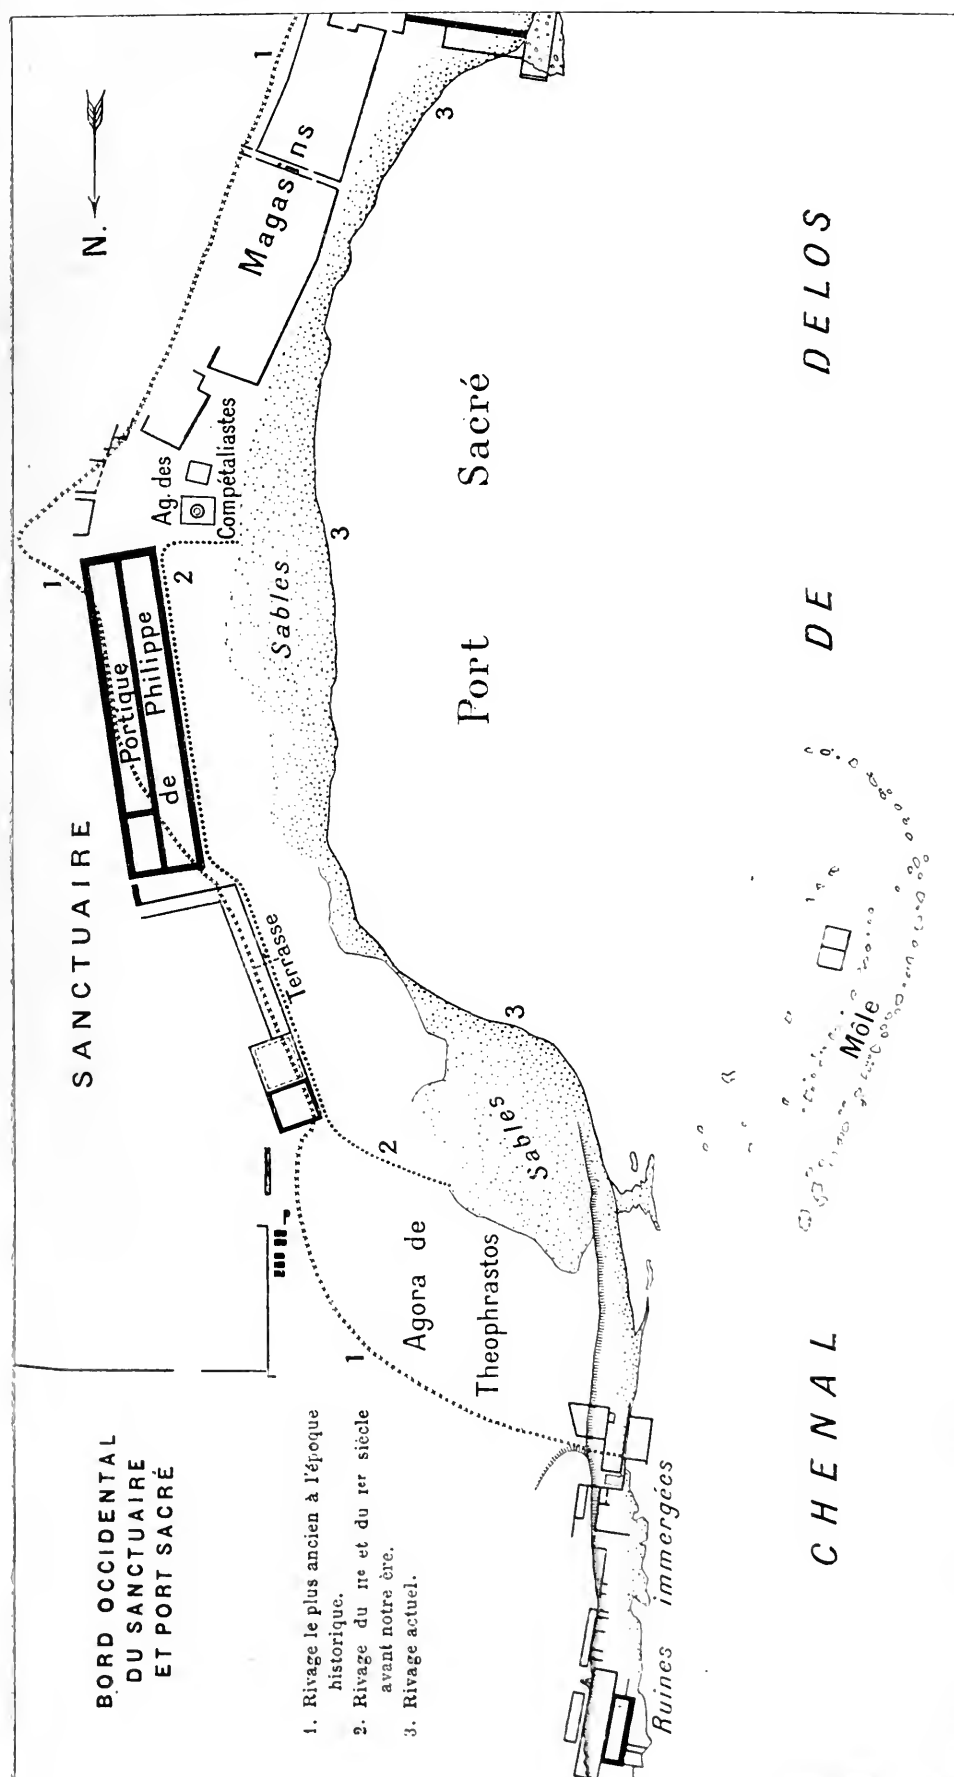 BORD OCCIDENTAL
DU SANCTUAIRE
ET PORT SACRÉ
1. Rivage le plus ancien à l'époque
historique.
2. Rivage du IIe et du Ier siècle
avant notre ère.
3. Rivage actuel.
SANCTUAIRE
N.
1
1
Portique
de Philippe
2
Ag. des
Compétaliastes
Magasins
3
Sables
3
Terrasse
2
1
Agora de
Theophrastos
Sables
3
Port Sacré
Môle
Ruines immergées
CHENAL DE DELOS